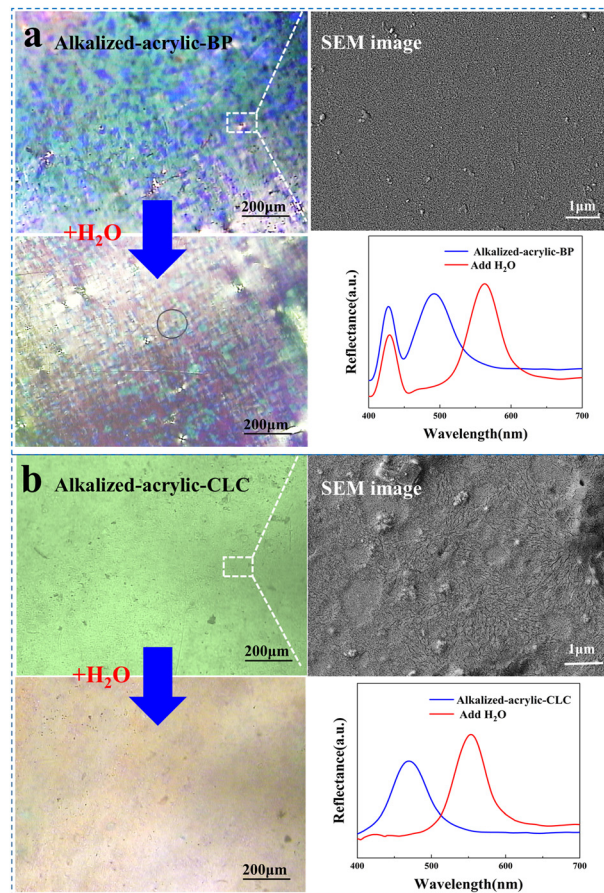 a
Alkalized-acrylic-BP
200μm
SEM image
1μm
+H₂O
200μm
Alkalized-acrylic-BP
Add H₂O
Reflectance(a.u.)
400 500 600 700
Wavelength(nm)
b
Alkalized-acrylic-CLC
200μm
SEM image
1μm
+H₂O
200μm
Alkalized-acrylic-CLC
Add H₂O
Reflectance(a.u.)
400 500 600 700
Wavelength(nm)